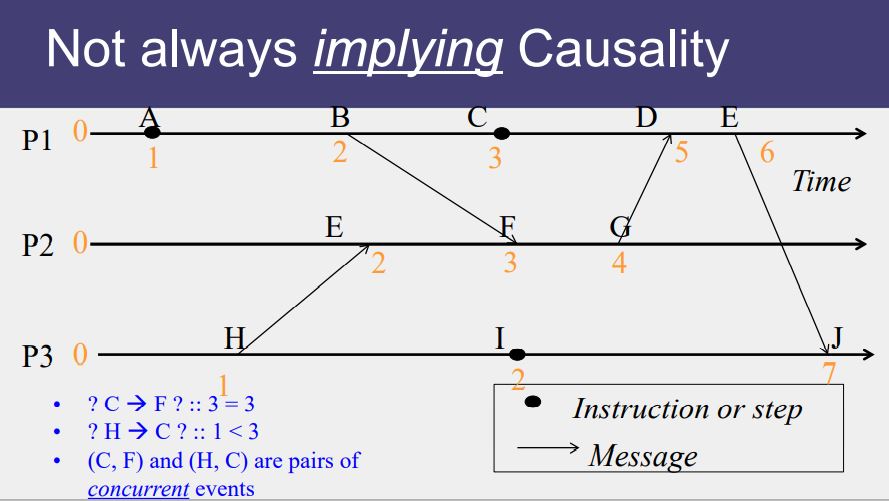 Not always implying Causality
A B C D E
P1 0 1 2 3 5 6
Time
E F G
P2 0 2 3 4
H I J
P3 0 1 2 7
• ? C → F ? :: 3 = 3
• ? H → C ? :: 1 < 3
• (C, F) and (H, C) are pairs of
concurrent events
Instruction or step
Message